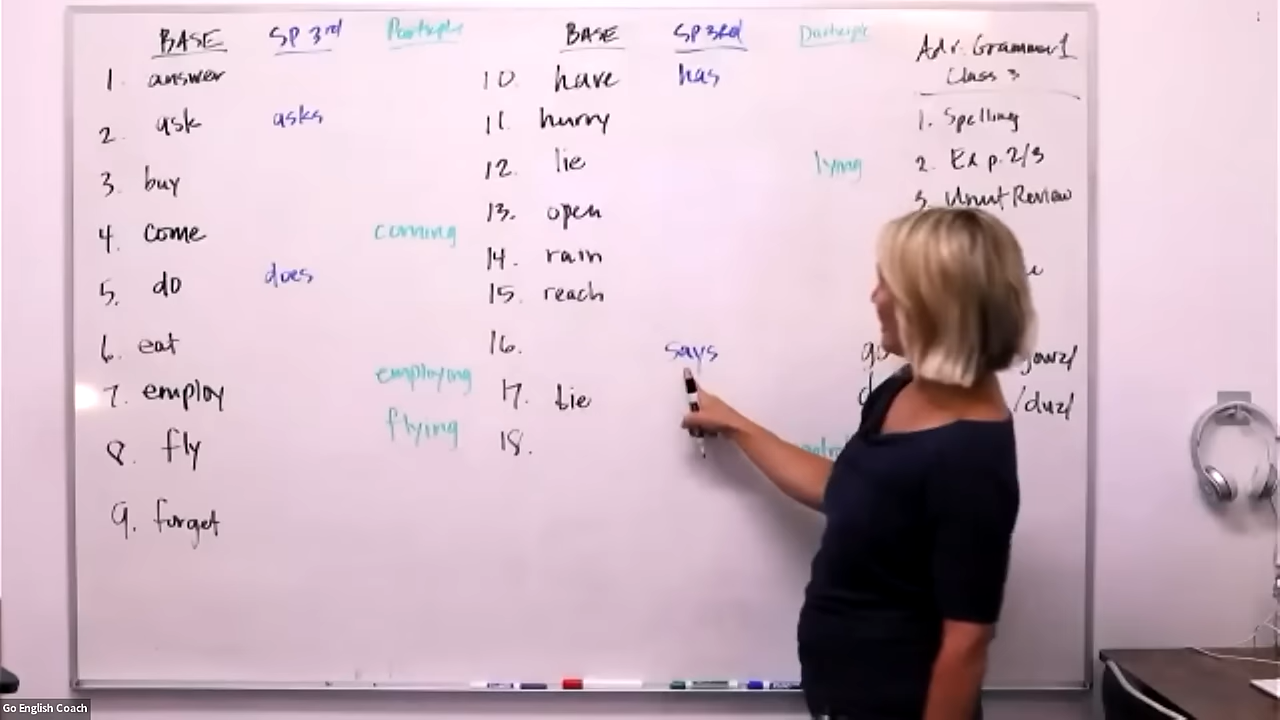 BASE SP 3rd Participle BASE SP 3rd Participle
Adv. Grammar 1
Class 3
1. answer
10. have has
2. ask asks
11. hurry
1. Spelling
3. buy
12. lie lying
2. Ex p. 2/3
4. come coming
13. open
3. Unit Review
14. rain
5. do does
15. reach
6. eat
16. says
go
7. employ employing
17. tie
/duz/
8. fly flying
18.
9. forget
Go English Coach